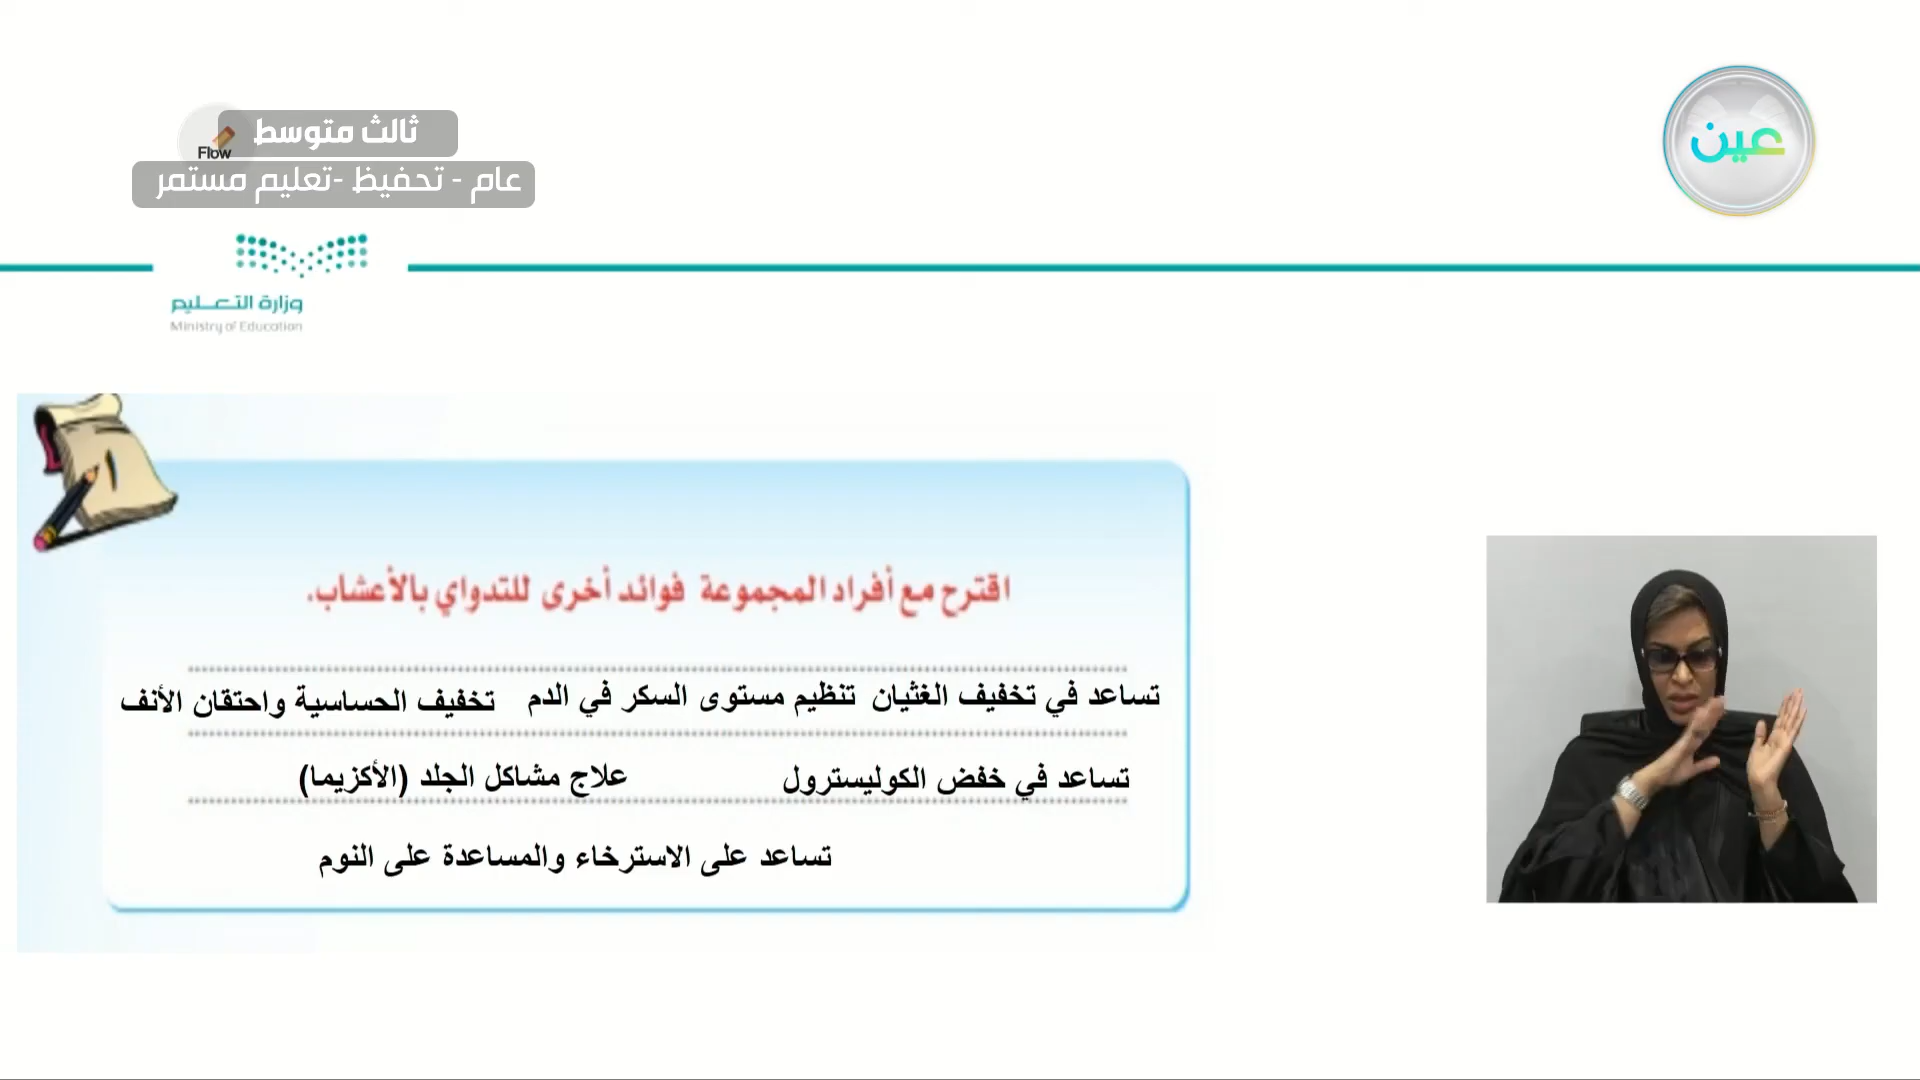 ثالث متوسط
Flow
عام - تحفيظ -تعليم مستمر
عين
وزارة التعليم
Ministry of Education
اقترح مع أفراد المجموعة فوائد أخرى للتدواي بالأعشاب.
تساعد في تخفيف الغثيان تنظيم مستوى السكر في الدم تخفيف الحساسية واحتقان الأنف
تساعد في خفض الكوليسترول علاج مشاكل الجلد (الأكزيما)
تساعد على الاسترخاء والمساعدة على النوم